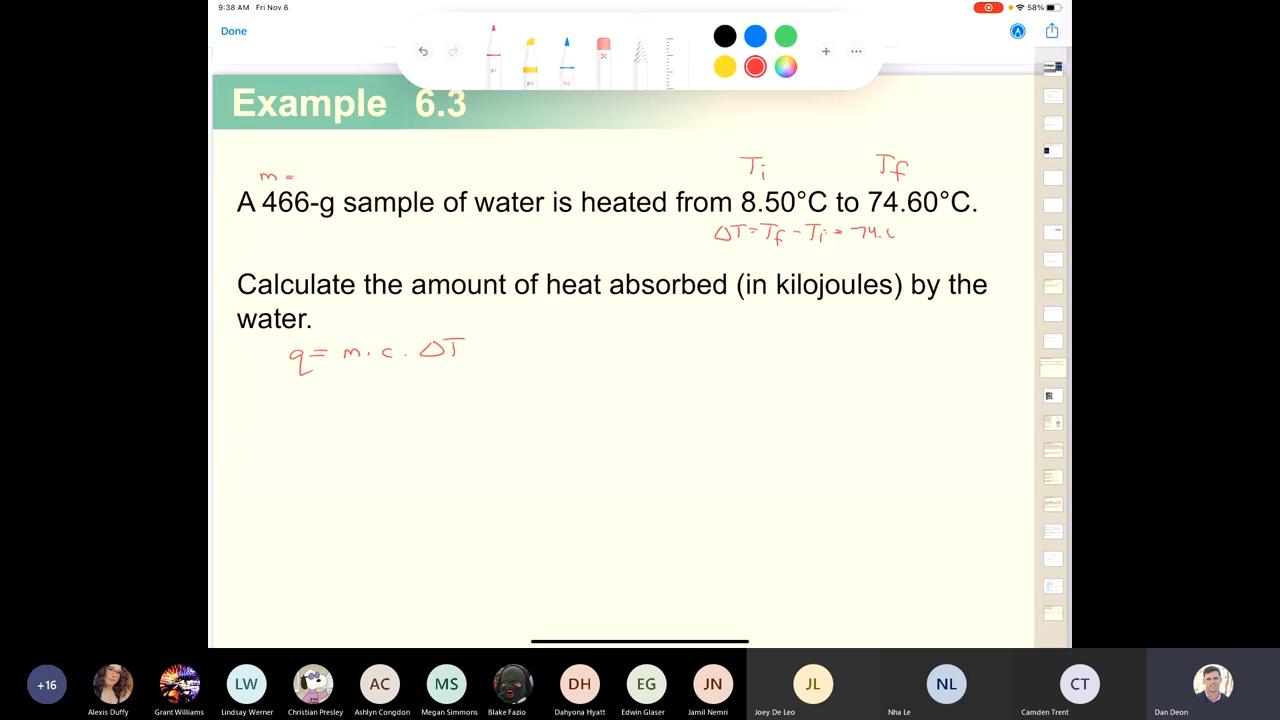 9:38 AM Fri Nov 6
58%
Done
Example 6.3
m =
Ti
Tf
A 466-g sample of water is heated from 8.50°C to 74.60°C.
ΔT = Tf - Ti = 74.
Calculate the amount of heat absorbed (in kilojoules) by the
water.
q = m · c · ΔT
+16
LW
AC
MS
DH
EG
JN
JL
NL
CT
Alexis Duffy
Grant Williams
Lindsay Werner
Christian Presley
Ashlyn Congdon
Megan Simmons
Blake Fazio
Dahyona Hyatt
Edwin Glaser
Jamil Nemri
Joey De Leo
Nha Le
Camden Trent
Dan Deon